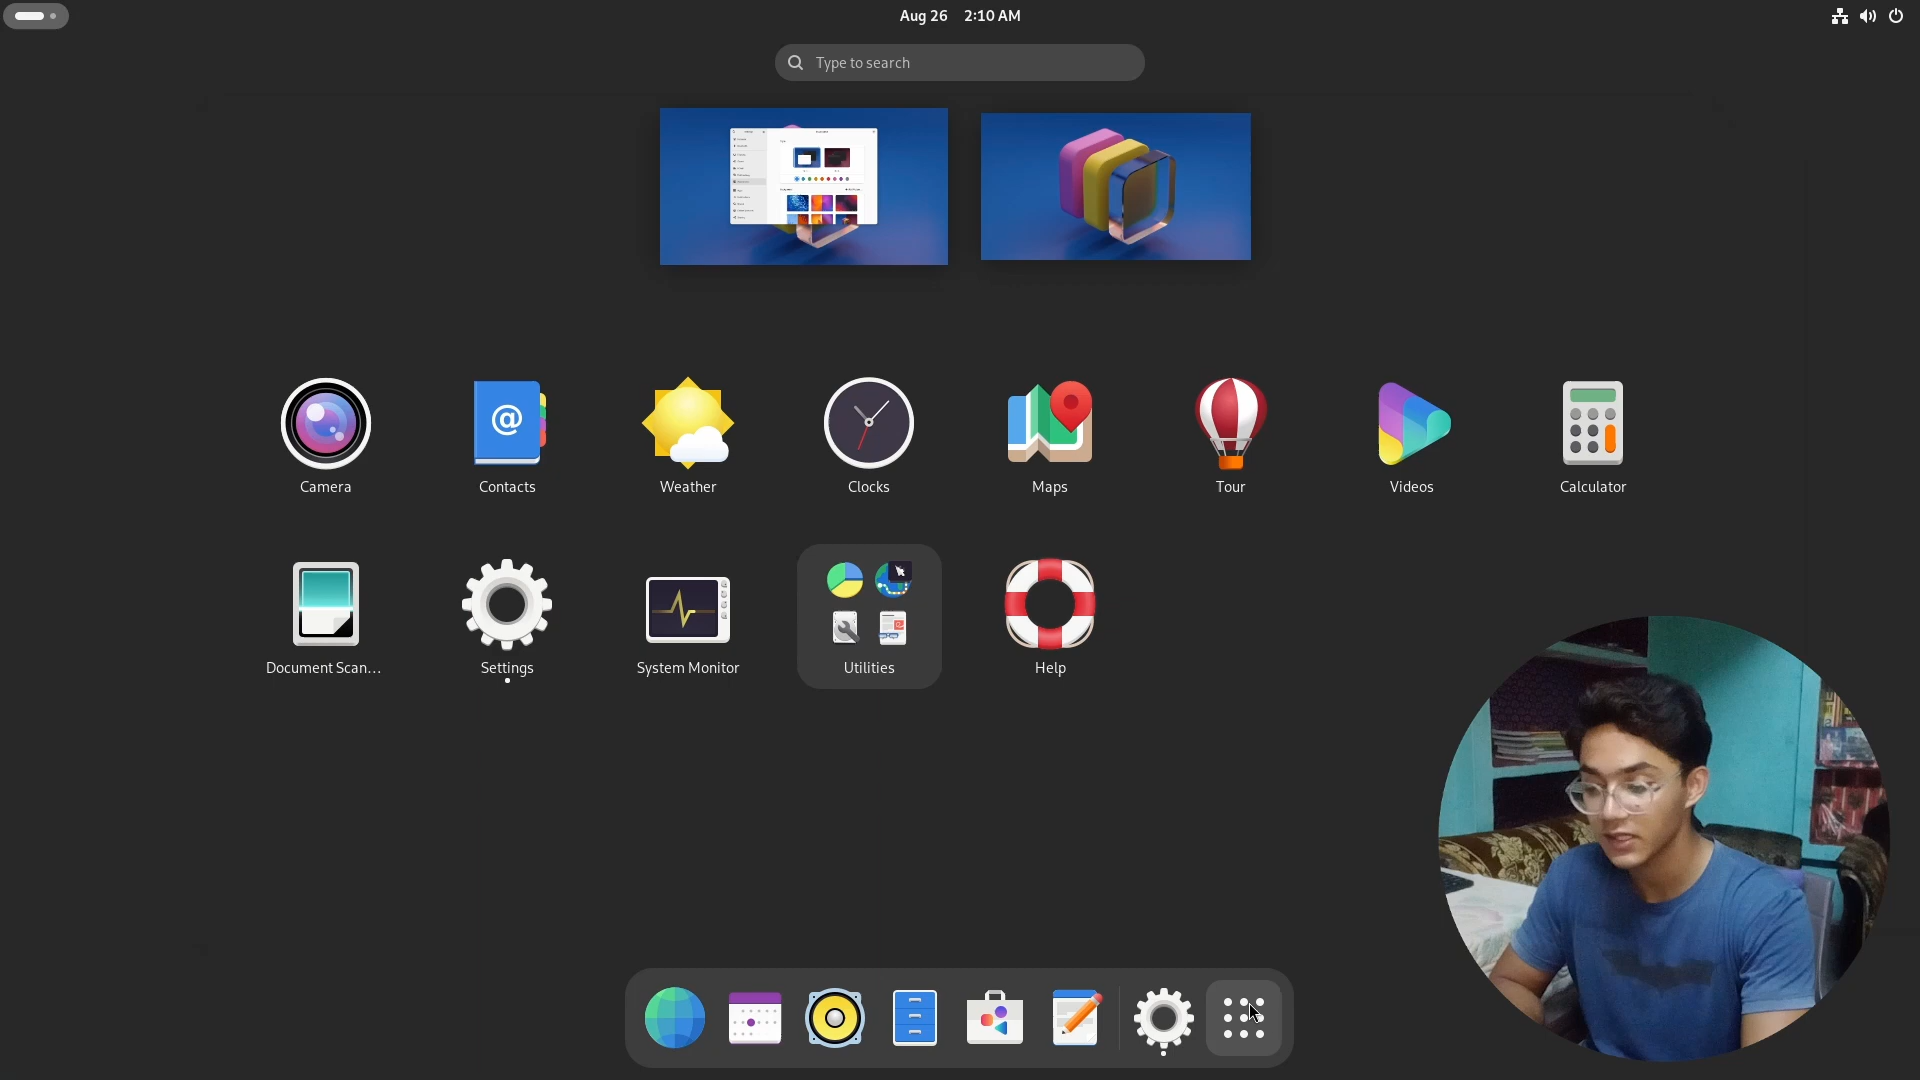 Aug 26 2:10 AM
Type to search
Camera
Contacts
Weather
Clocks
Maps
Tour
Videos
Calculator
Document Scan...
Settings
System Monitor
Utilities
Help